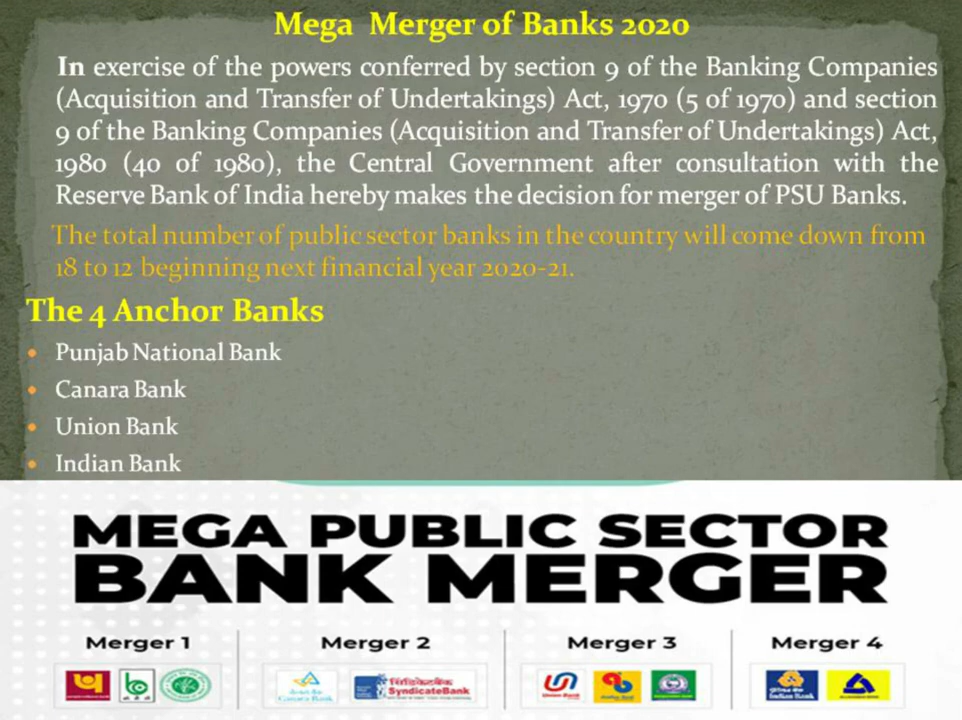 Mega Merger of Banks 2020
In exercise of the powers conferred by section 9 of the Banking Companies
(Acquisition and Transfer of Undertakings) Act, 1970 (5 of 1970) and section
9 of the Banking Companies (Acquisition and Transfer of Undertakings) Act,
1980 (40 of 1980), the Central Government after consultation with the
Reserve Bank of India hereby makes the decision for merger of PSU Banks.
The total number of public sector banks in the country will come down from
18 to 12 beginning next financial year 2020-21.
The 4 Anchor Banks
• Punjab National Bank
• Canara Bank
• Union Bank
• Indian Bank
MEGA PUBLIC SECTOR
BANK MERGER
Merger 1 Merger 2 Merger 3 Merger 4
Canara Bank
SyndicateBank
Union Bank
Indian Bank